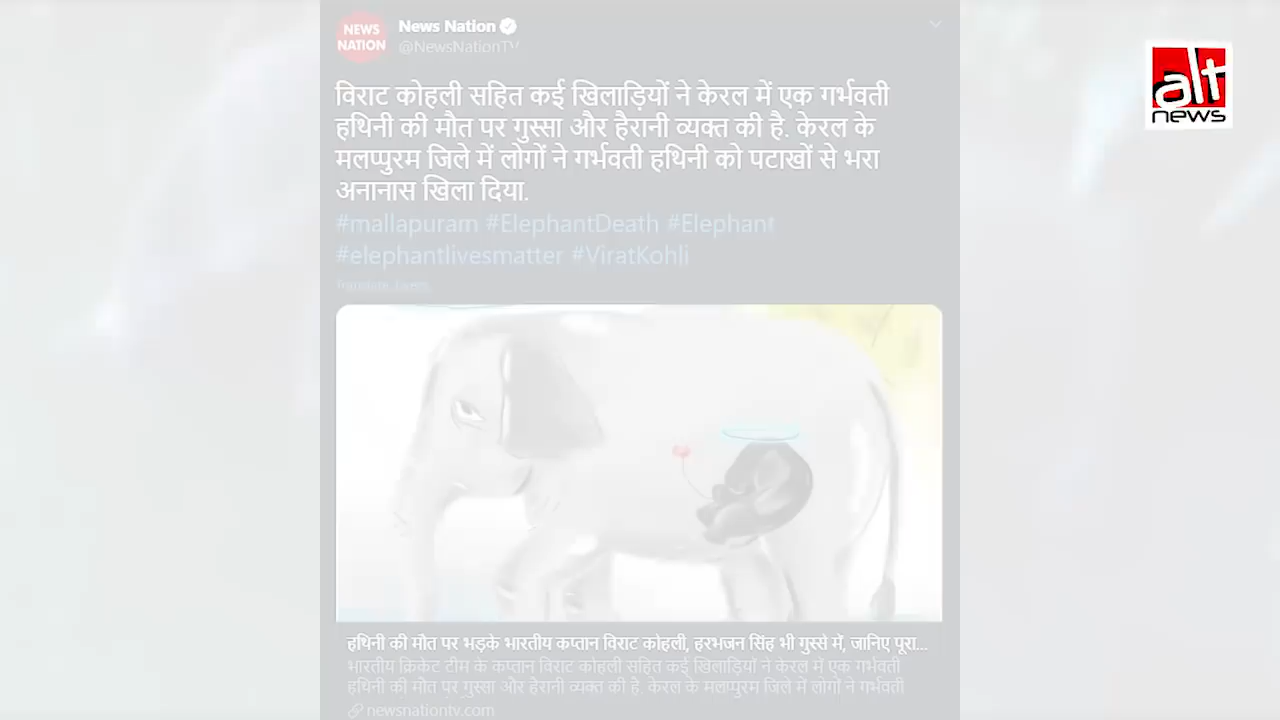 NEWS
NATION
News Nation
@NewsNationTV
alt
news
विराट कोहली सहित कई खिलाड़ियों ने केरल में एक गर्भवती
हथिनी की मौत पर गुस्सा और हैरानी व्यक्त की है. केरल के
मलप्पुरम जिले में लोगों ने गर्भवती हथिनी को पटाखों से भरा
अनानास खिला दिया.
#mallapuram #ElephantDeath #Elephant
#elephantlivesmatter #ViratKohli
हथिनी की मौत पर भड़के भारतीय कप्तान विराट कोहली, हरभजन सिंह भी गुस्से में, जानिए पूरा...
भारतीय क्रिकेट टीम के कप्तान विराट कोहली सहित कई खिलाड़ियों ने केरल में एक गर्भवती
हथिनी की मौत पर गुस्सा और हैरानी व्यक्त की है. केरल के मलप्पुरम जिले में लोगों ने गर्भवती
newsnationtv.com